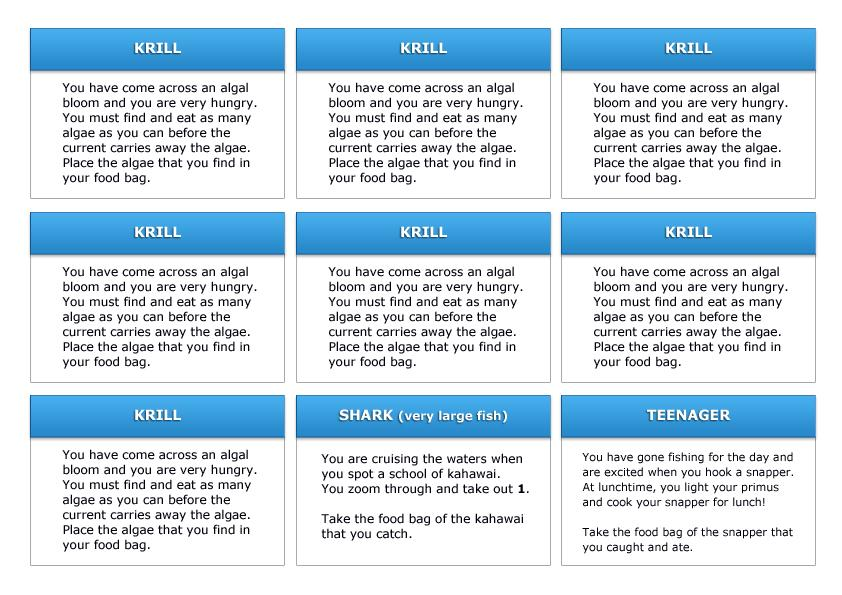 KRILL
You have come across an algal
bloom and you are very hungry.
You must find and eat as many
algae as you can before the
current carries away the algae.
Place the algae that you find in
your food bag.
KRILL
You have come across an algal
bloom and you are very hungry.
You must find and eat as many
algae as you can before the
current carries away the algae.
Place the algae that you find in
your food bag.
KRILL
You have come across an algal
bloom and you are very hungry.
You must find and eat as many
algae as you can before the
current carries away the algae.
Place the algae that you find in
your food bag.
KRILL
You have come across an algal
bloom and you are very hungry.
You must find and eat as many
algae as you can before the
current carries away the algae.
Place the algae that you find in
your food bag.
KRILL
You have come across an algal
bloom and you are very hungry.
You must find and eat as many
algae as you can before the
current carries away the algae.
Place the algae that you find in
your food bag.
KRILL
You have come across an algal
bloom and you are very hungry.
You must find and eat as many
algae as you can before the
current carries away the algae.
Place the algae that you find in
your food bag.
KRILL
You have come across an algal
bloom and you are very hungry.
You must find and eat as many
algae as you can before the
current carries away the algae.
Place the algae that you find in
your food bag.
SHARK (very large fish)
You are cruising the waters when
you spot a school of kahawai.
You zoom through and take out 1.
Take the food bag of the kahawai
that you catch.
TEENAGER
You have gone fishing for the day and
are excited when you hook a snapper.
At lunchtime, you light your primus
and cook your snapper for lunch!
Take the food bag of the snapper that
you caught and ate.